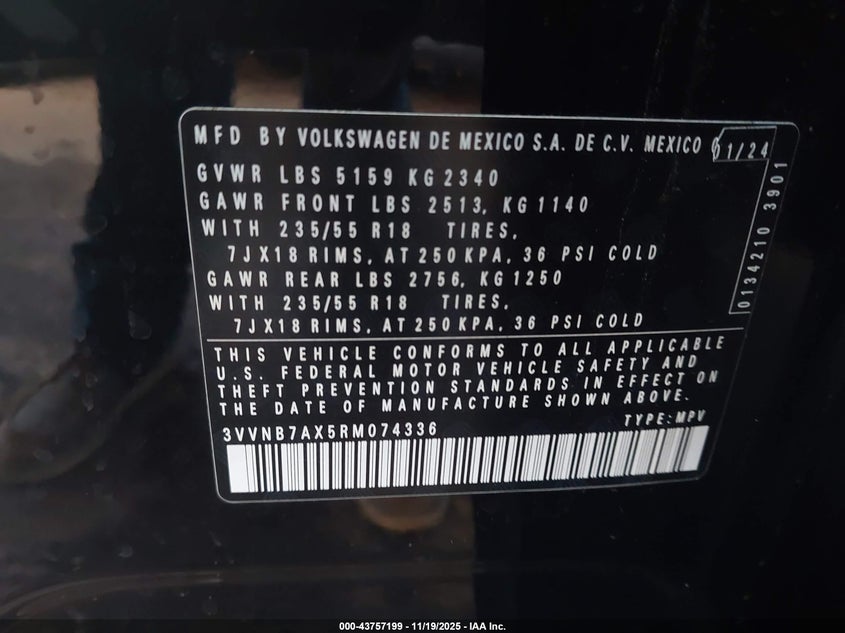 MFD BY VOLKSWAGEN DE MEXICO S.A. DE C.V. MEXICO 01/24
GVWR LBS 5159 KG 2340
GAWR FRONT LBS 2513, KG 1140
WITH 235/55 R18 TIRES,
7JX18 RIMS, AT 250 KPA, 36 PSI COLD
GAWR REAR LBS 2756, KG 1250
WITH 235/55 R18 TIRES,
7JX18 RIMS, AT 250 KPA, 36 PSI COLD
0134210 3901
THIS VEHICLE CONFORMS TO ALL APPLICABLE
U.S. FEDERAL MOTOR VEHICLE SAFETY AND
THEFT PREVENTION STANDARDS IN EFFECT ON
THE DATE OF MANUFACTURE SHOWN ABOVE.
3VVNB7AX5RM074336 TYPE: MPV
000-43757199 - 11/19/2025 - IAA Inc.